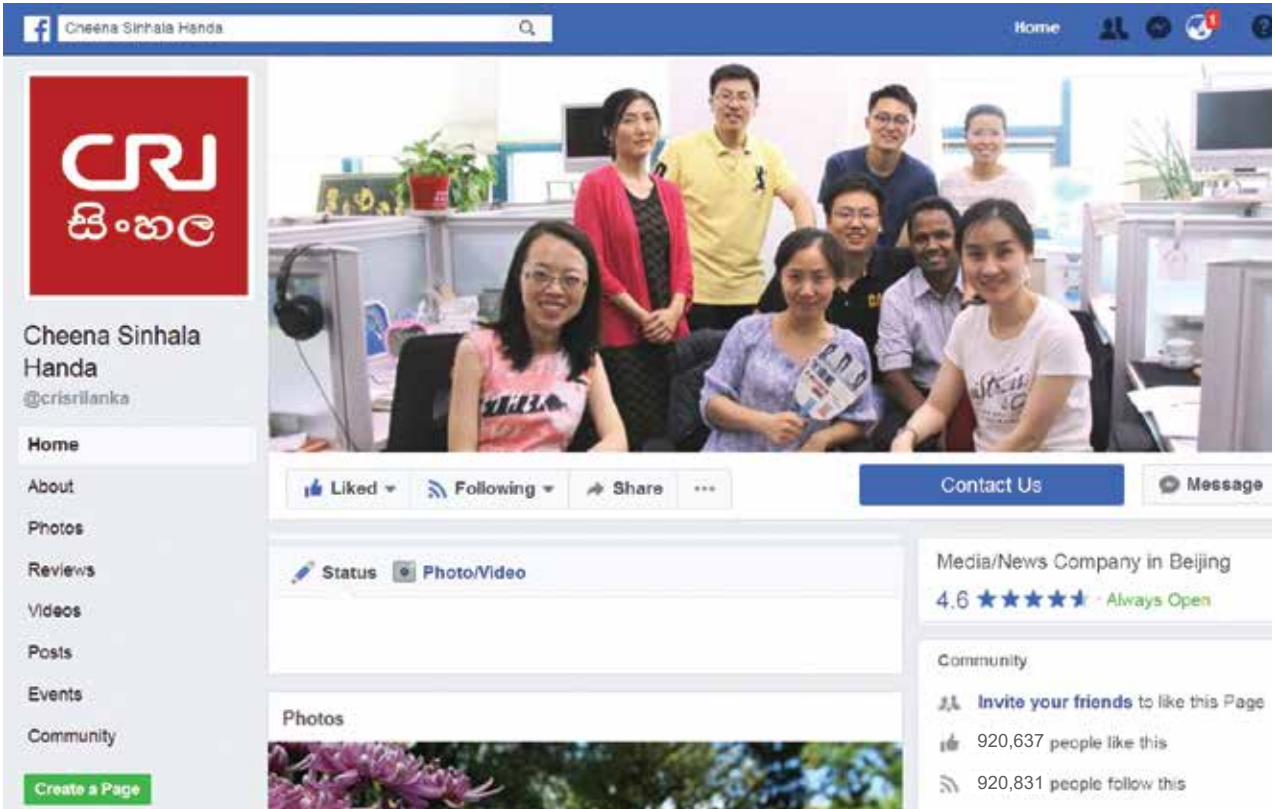 Cheena Sinhala Handa
Home
1
?
CRI
සිංහල
Cheena Sinhala
Handa
@crisrilanka
Home
About
Photos
Reviews
Videos
Posts
Events
Community
Create a Page
Liked
Following
Share
...
Contact Us
Message
Status
Photo/Video
Photos
Media/News Company in Beijing
4.6 ★★★★★ · Always Open
Community
Invite your friends to like this Page
920,637 people like this
920,831 people follow this